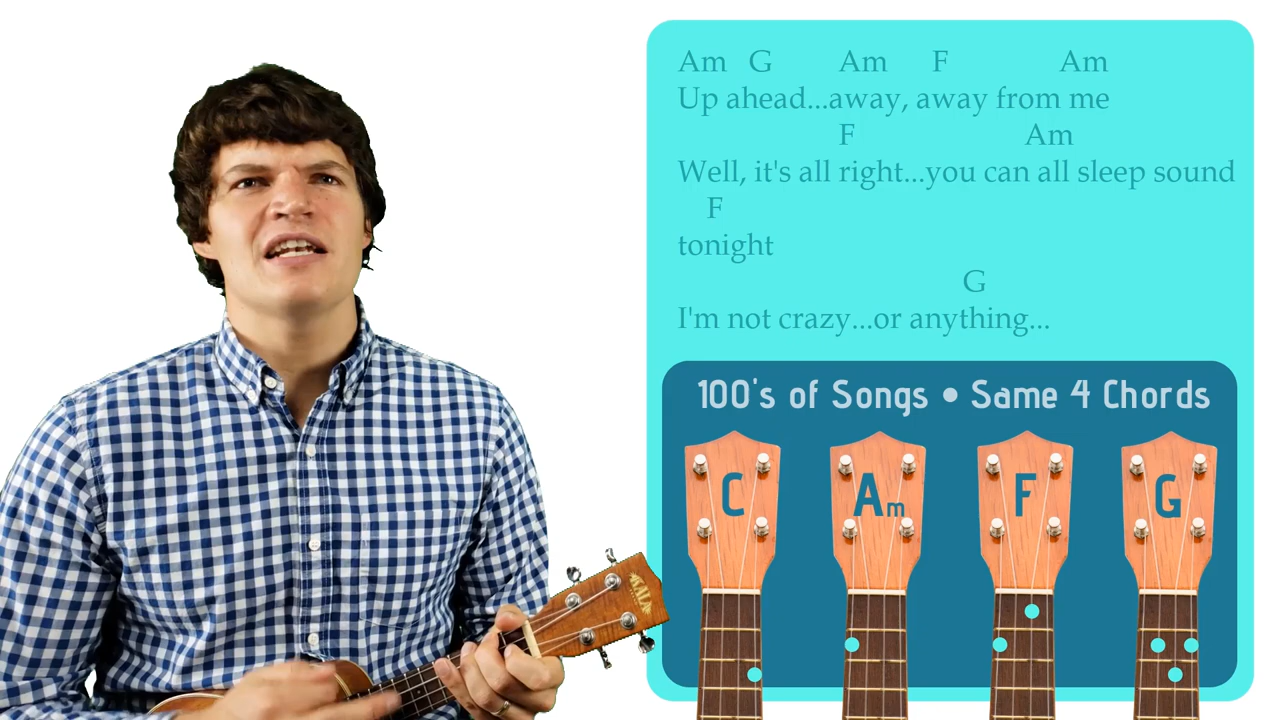 Am G Am F Am
Up ahead...away, away from me
F Am
Well, it's all right...you can all sleep sound
F
tonight
G
I'm not crazy...or anything...
100's of Songs • Same 4 Chords
C Am F G
KALA